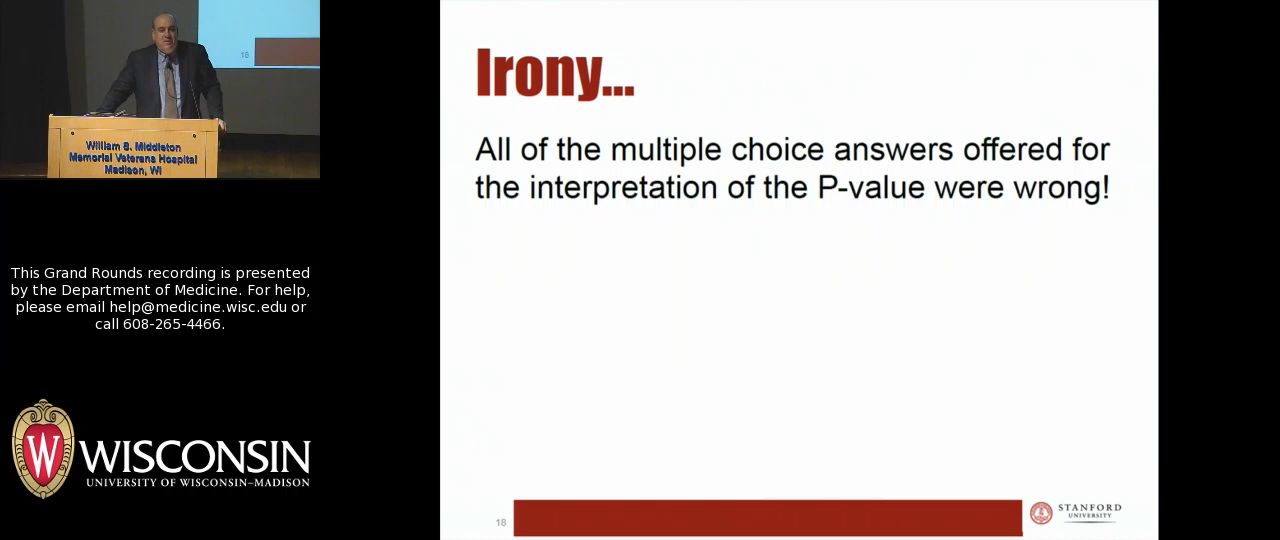 18
William S. Middleton
Memorial Veterans Hospital
Madison, WI
This Grand Rounds recording is presented
by the Department of Medicine. For help,
please email help@medicine.wisc.edu or
call 608-265-4466.
W
WISCONSIN
UNIVERSITY OF WISCONSIN–MADISON
Irony...
All of the multiple choice answers offered for
the interpretation of the P-value were wrong!
18
STANFORD
UNIVERSITY